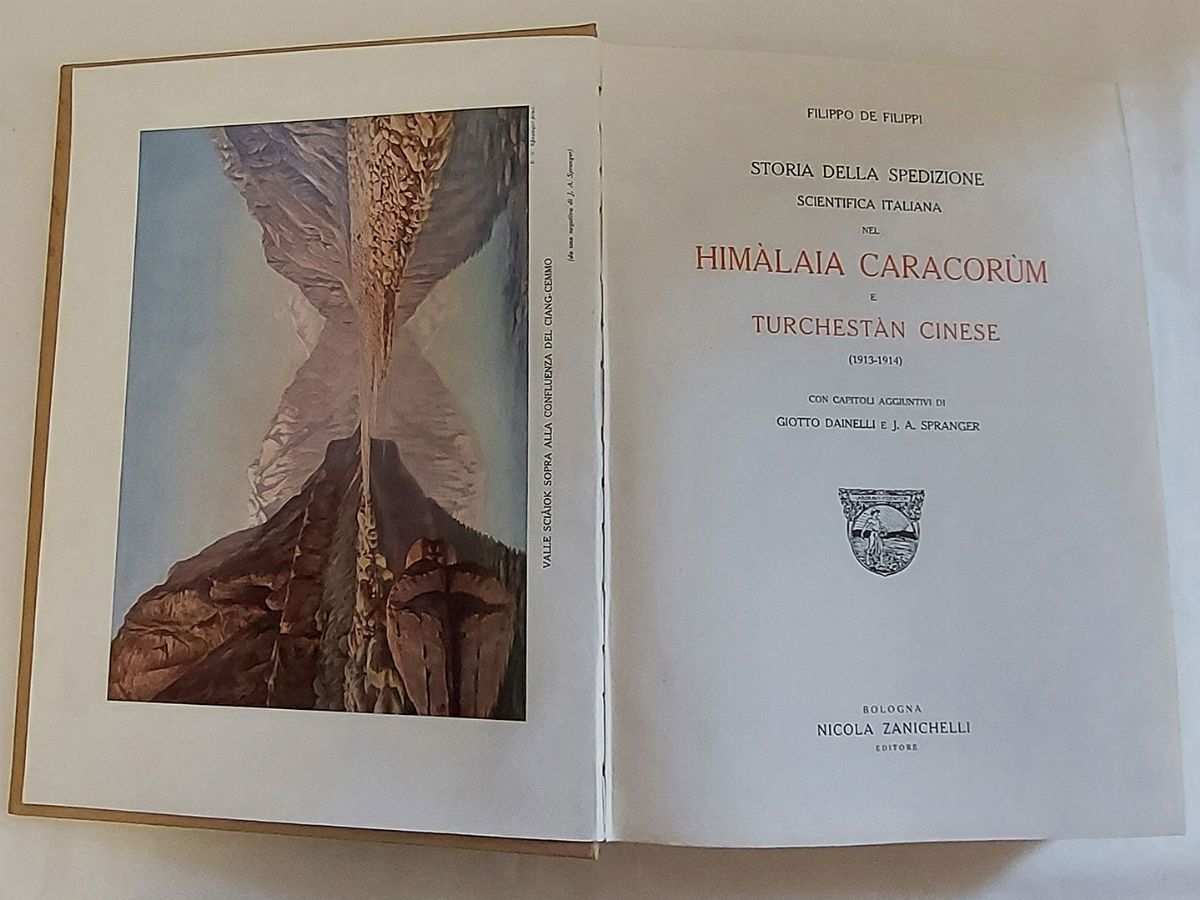 VALLE SCIÀIOK SOPRA ALLA CONFLUENZA DEL CIANG-CEMMO
(da una negativa di J. A. Spranger)
FILIPPO DE FILIPPI
STORIA DELLA SPEDIZIONE
SCIENTIFICA ITALIANA
NEL
HIMÀLAIA CARACORÙM
E
TURCHESTÀN CINESE
(1913-1914)
CON CAPITOLI AGGIUNTIVI DI
GIOTTO DAINELLI E J. A. SPRANGER
BOLOGNA
NICOLA ZANICHELLI
EDITORE